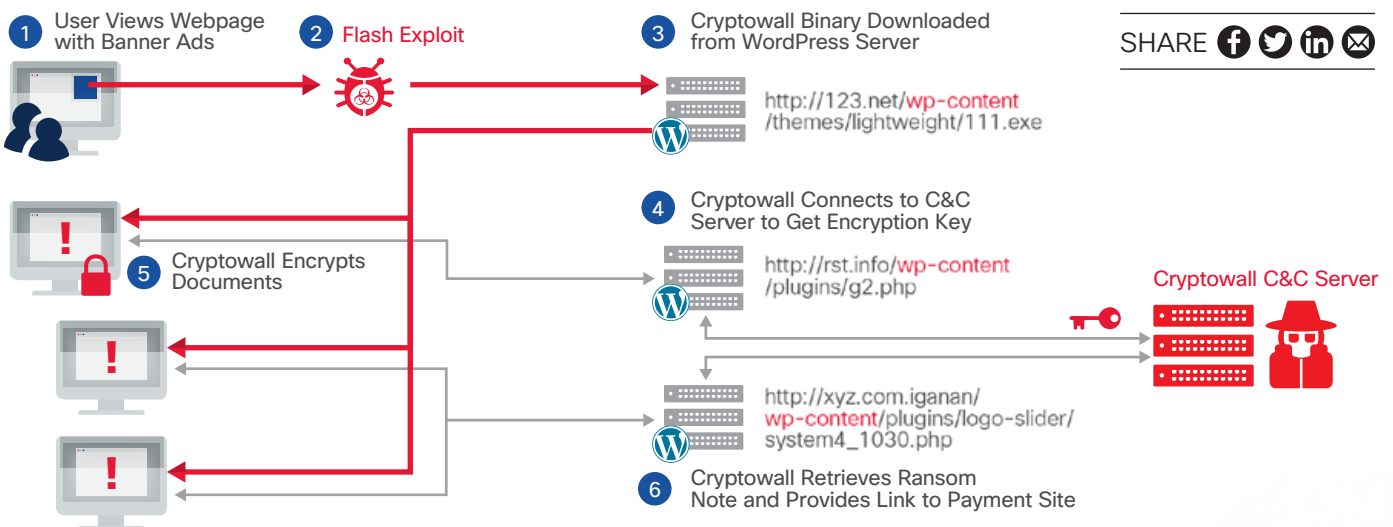 1 User Views Webpage
with Banner Ads
2 Flash Exploit
3 Cryptowall Binary Downloaded
from WordPress Server
SHARE
http://123.net/wp-content
/themes/lightweight/111.exe
4 Cryptowall Connects to C&C
Server to Get Encryption Key
http://rst.info/wp-content
/plugins/g2.php
!
5 Cryptowall Encrypts
Documents
Cryptowall C&C Server
!
http://xyz.com.iganan/
wp-content/plugins/logo-slider/
system4_1030.php
!
6 Cryptowall Retrieves Ransom
Note and Provides Link to Payment Site